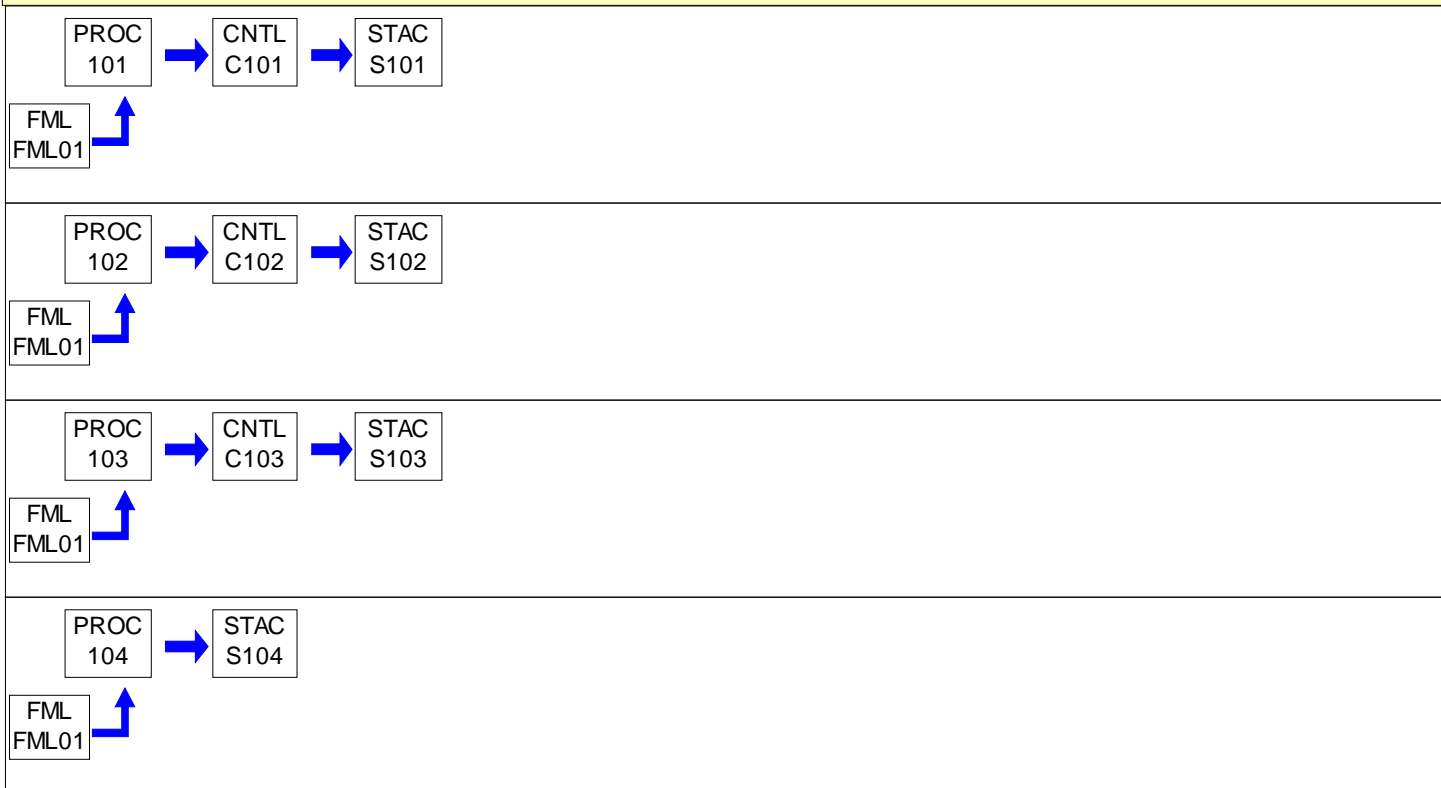 PROC
101
CNTL
C101
STAC
S101
FML
FML01
PROC
102
CNTL
C102
STAC
S102
FML
FML01
PROC
103
CNTL
C103
STAC
S103
FML
FML01
PROC
104
STAC
S104
FML
FML01